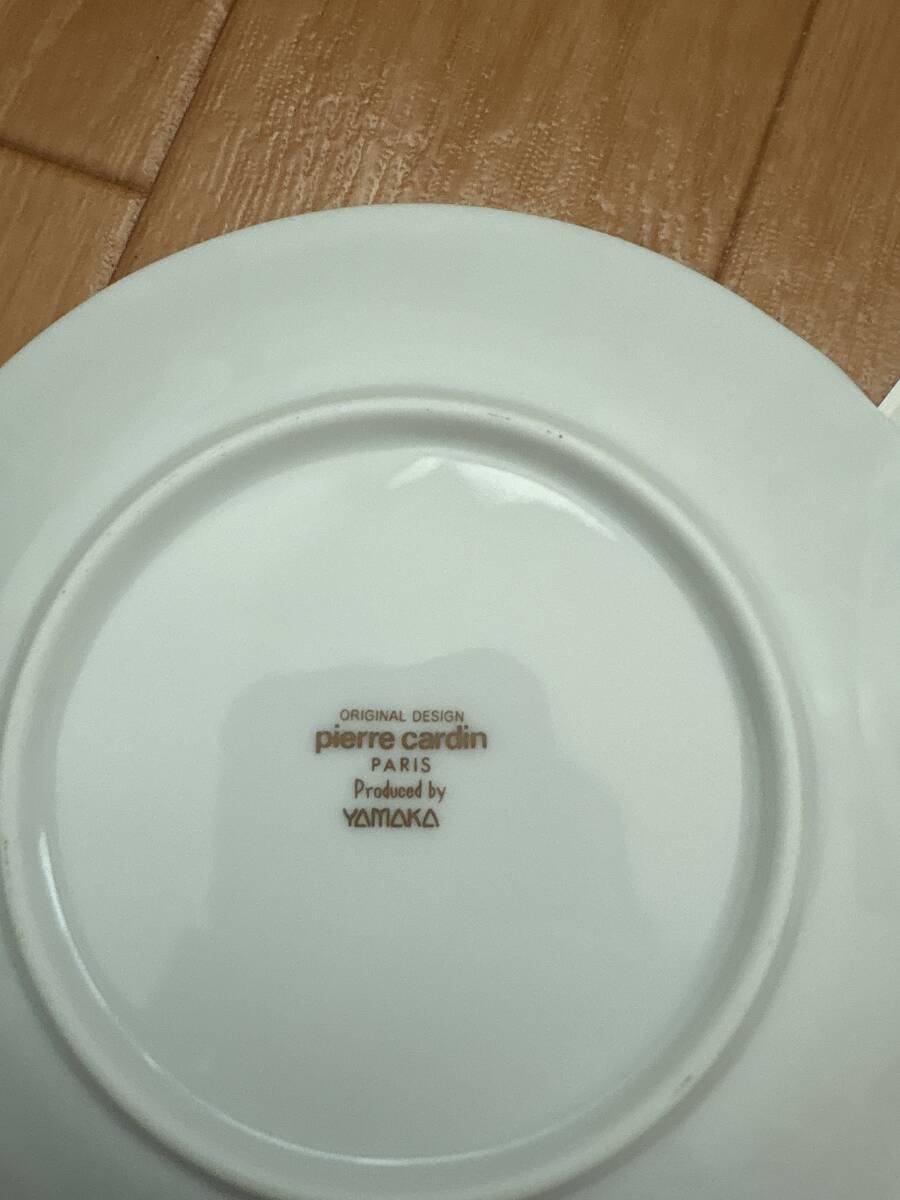 ORIGINAL DESIGN
pierre cardin
PARIS
Produced by
YAMAKA